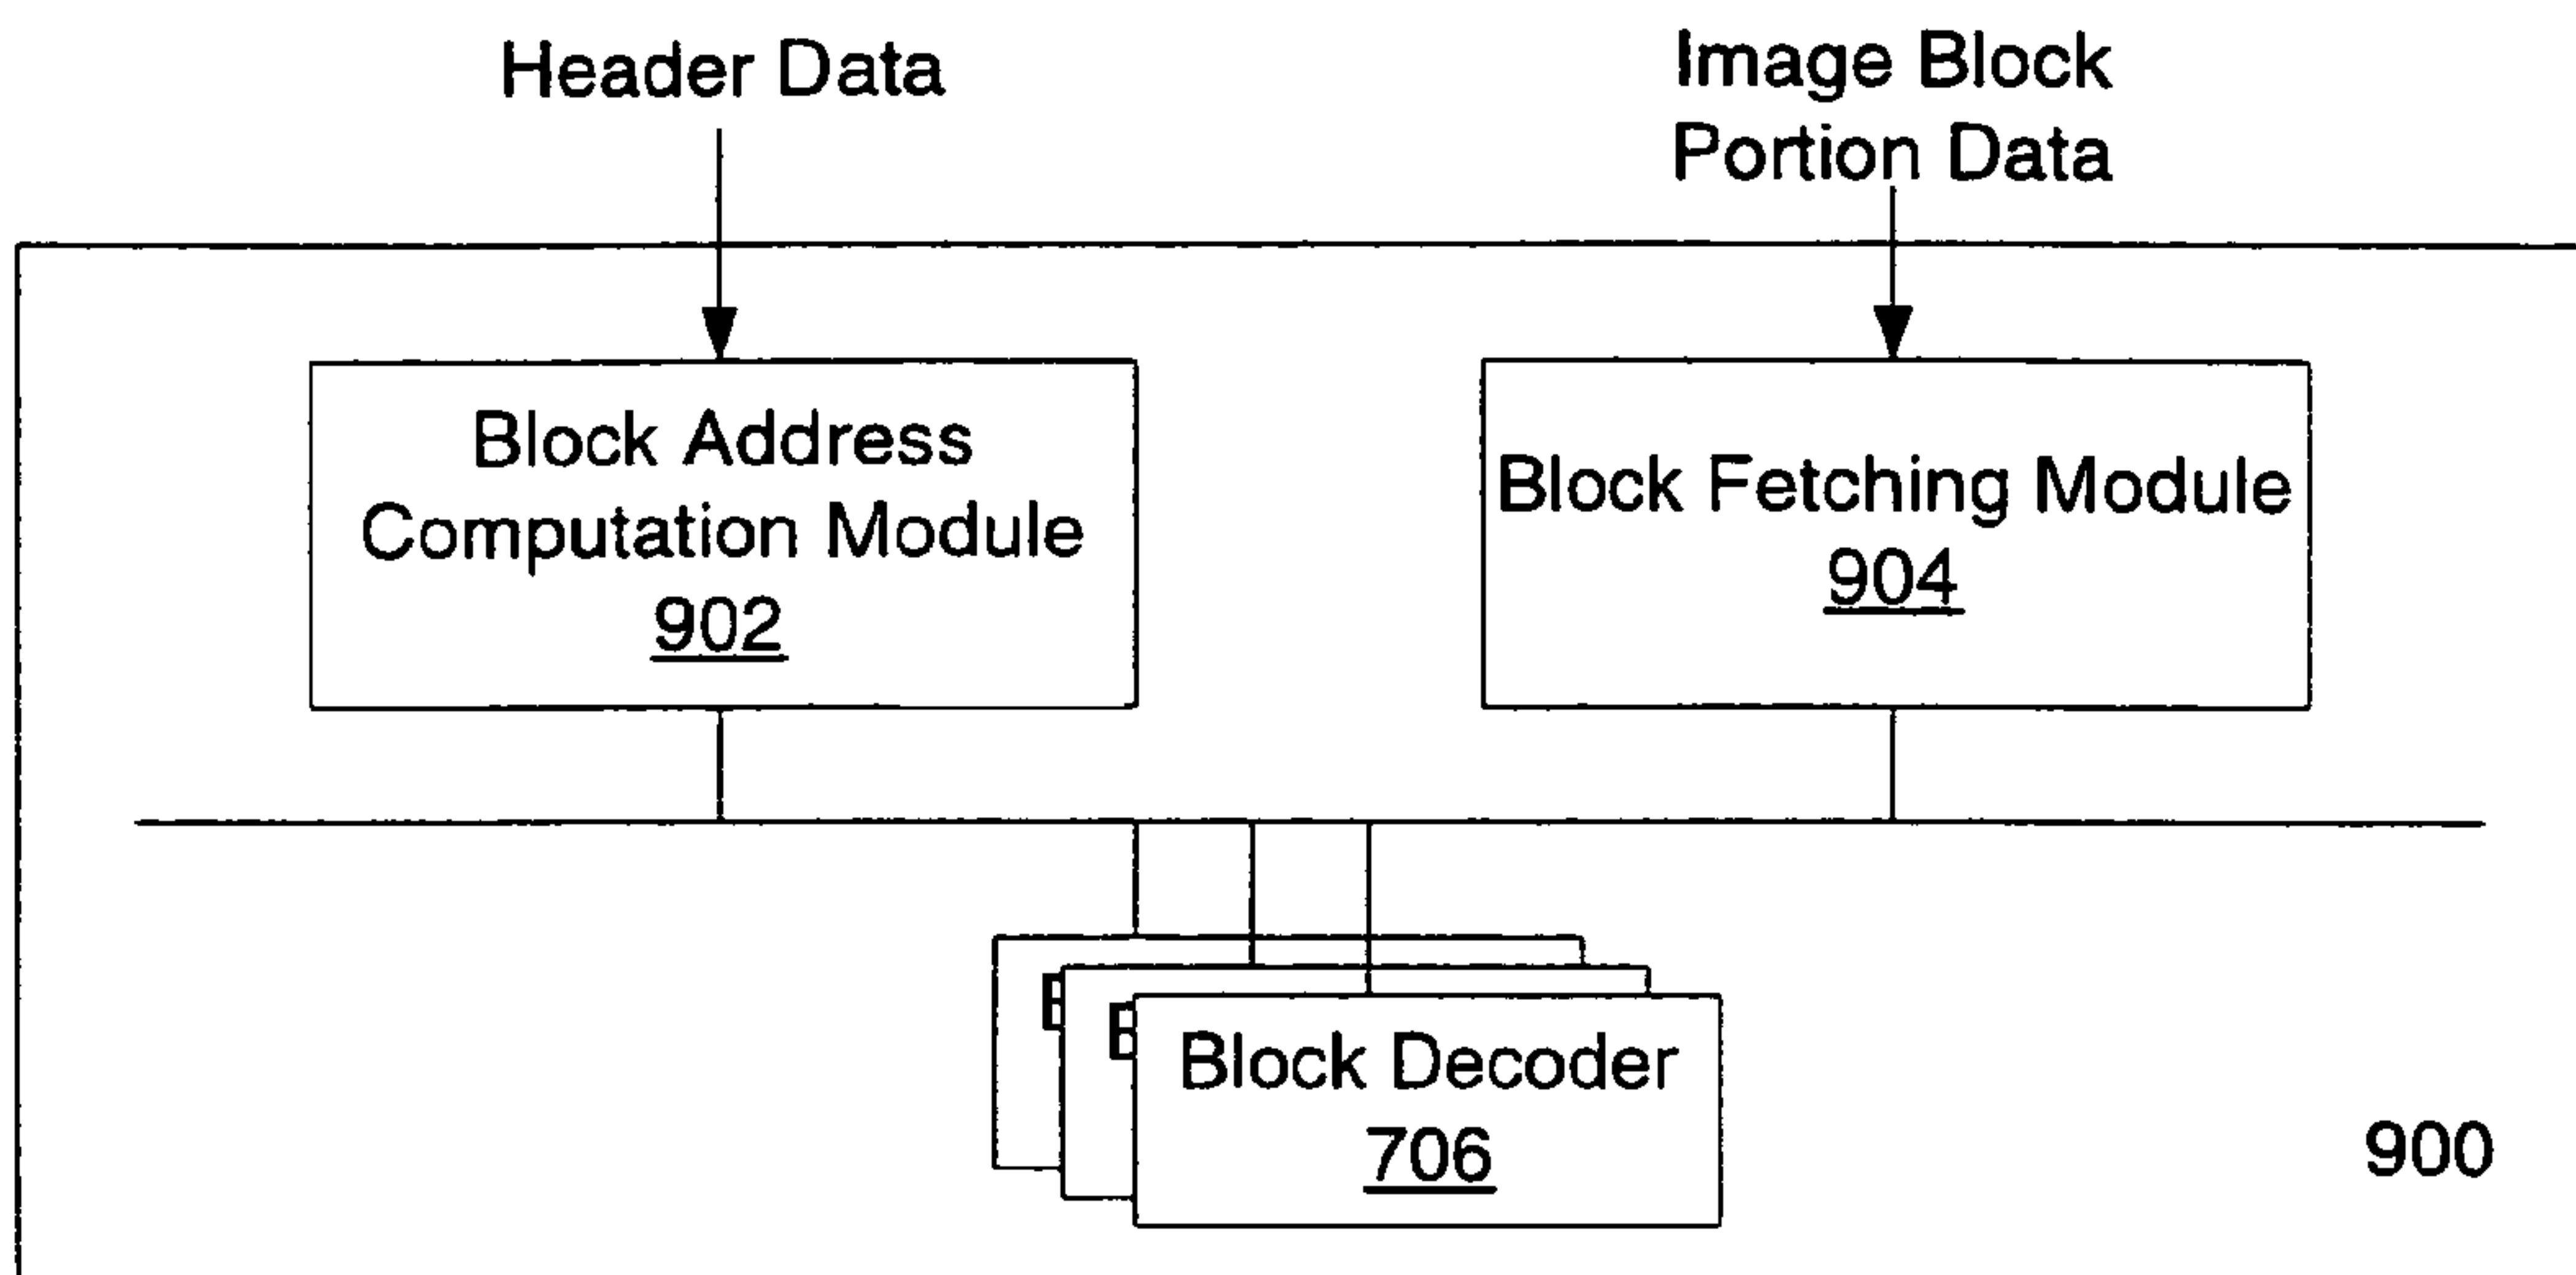 Header Data
Image Block
Portion Data
Block Address
Computation Module
902
Block Fetching Module
904
Block Decoder
706
900